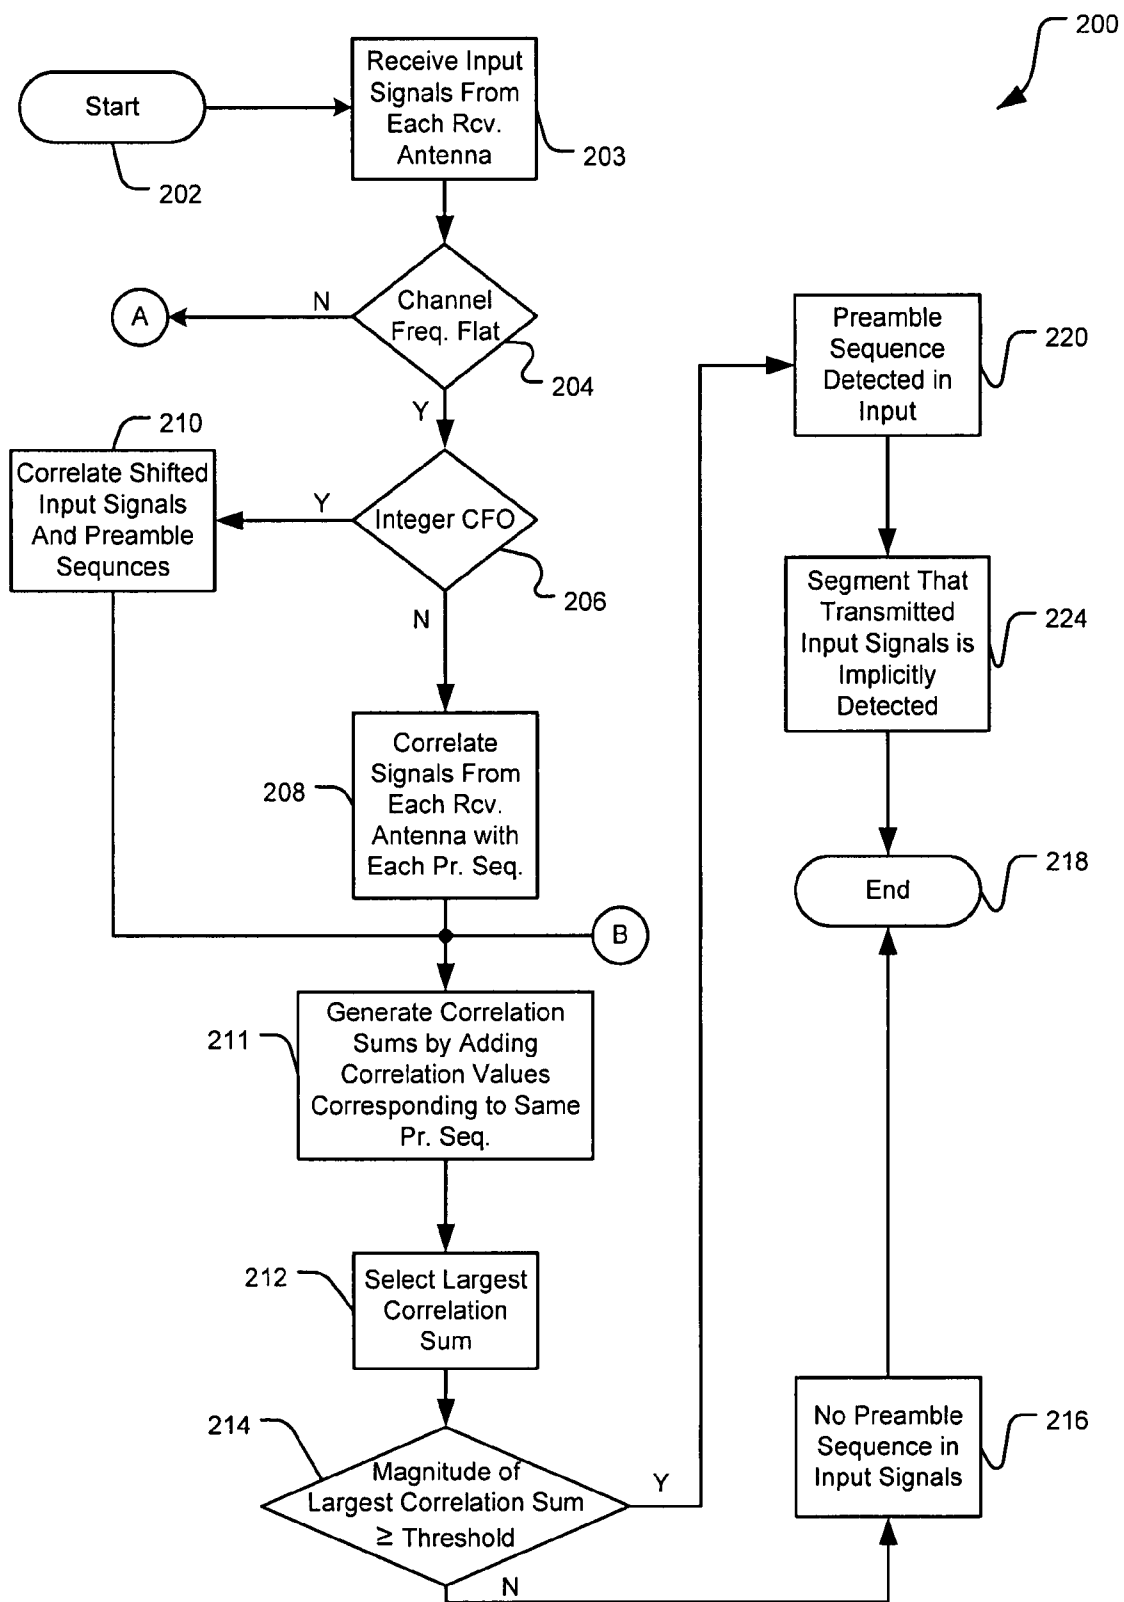 200
Start
202
Receive Input
Signals From
Each Rcv.
Antenna
203
A
N
Channel
Freq. Flat
204
Y
210
Correlate Shifted
Input Signals
And Preamble
Sequnces
Y
Integer CFO
206
N
208
Correlate
Signals From
Each Rcv.
Antenna with
Each Pr. Seq.
B
211
Generate Correlation
Sums by Adding
Correlation Values
Corresponding to Same
Pr. Seq.
212
Select Largest
Correlation
Sum
214
Magnitude of
Largest Correlation Sum
≥ Threshold
Y
N
Preamble
Sequence
Detected in
Input
220
Segment That
Transmitted
Input Signals is
Implicitly
Detected
224
End
218
No Preamble
Sequence in
Input Signals
216